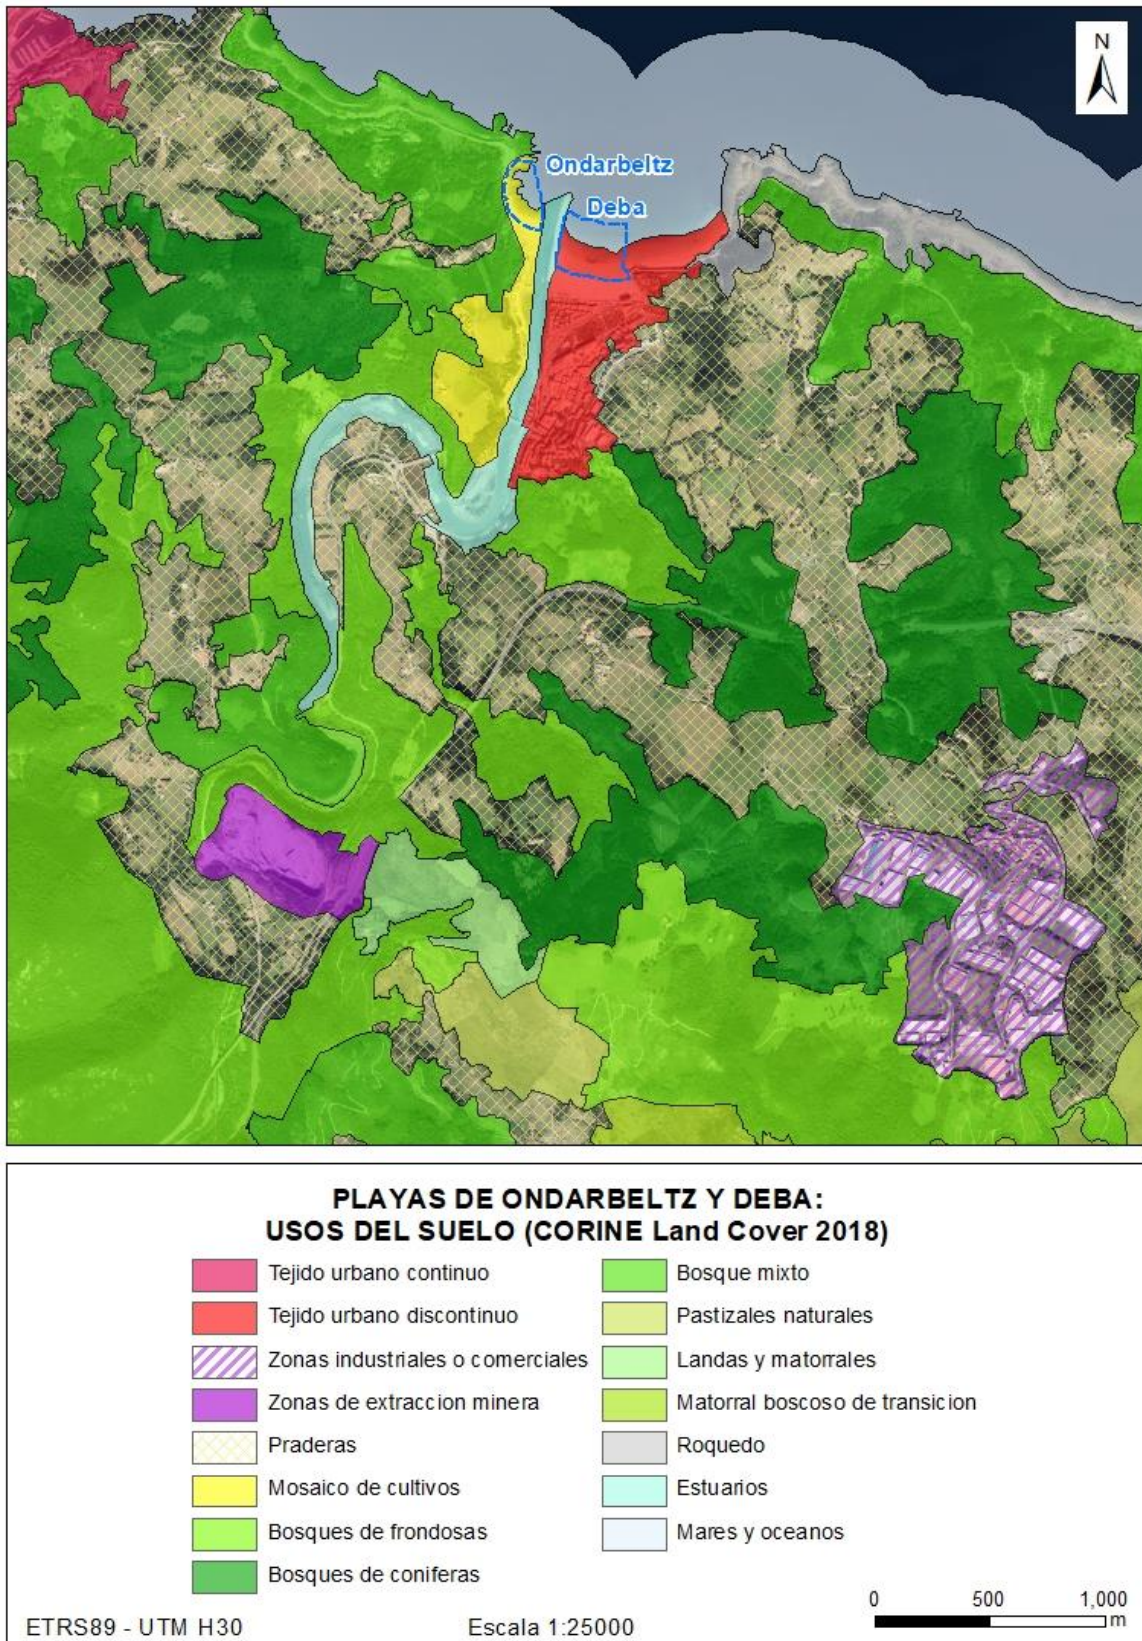 N
Ondarbeltz
Deba
PLAYAS DE ONDARBELTZ Y DEBA:
USOS DEL SUELO (CORINE Land Cover 2018)
Tejido urbano continuo
Tejido urbano discontinuo
Zonas industriales o comerciales
Zonas de extraccion minera
Praderas
Mosaico de cultivos
Bosques de frondosas
Bosques de coniferas
Bosque mixto
Pastizales naturales
Landas y matorrales
Matorral boscoso de transicion
Roquedo
Estuarios
Mares y oceanos
ETRS89 - UTM H30
Escala 1:25000
0 500 1,000
m